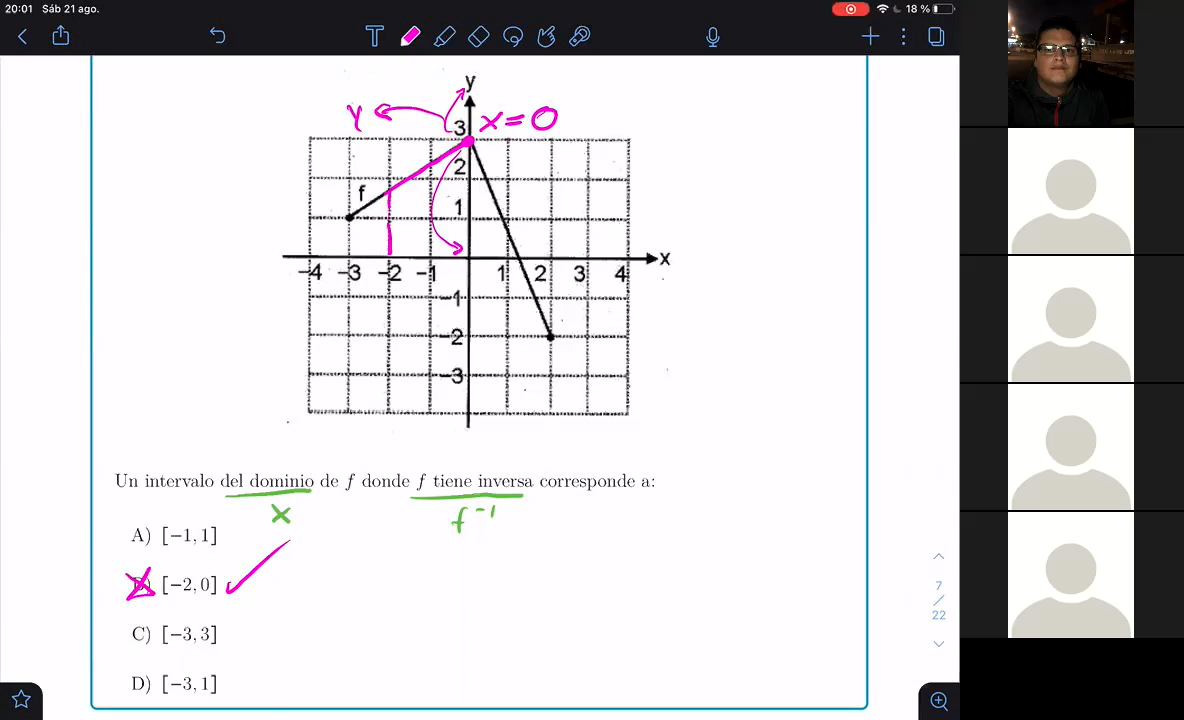 20:01 Sáb 21 ago.
18 %
T
y
Y
3
x=0
2
f
1
x
-4 -3 -2 -1 1 2 3 4
-1
-2
-3
Un intervalo del dominio de f donde f tiene inversa corresponde a:
x
f⁻¹
A) [−1, 1]
[−2, 0]
C) [−3, 3]
D) [−3, 1]
7
/
22